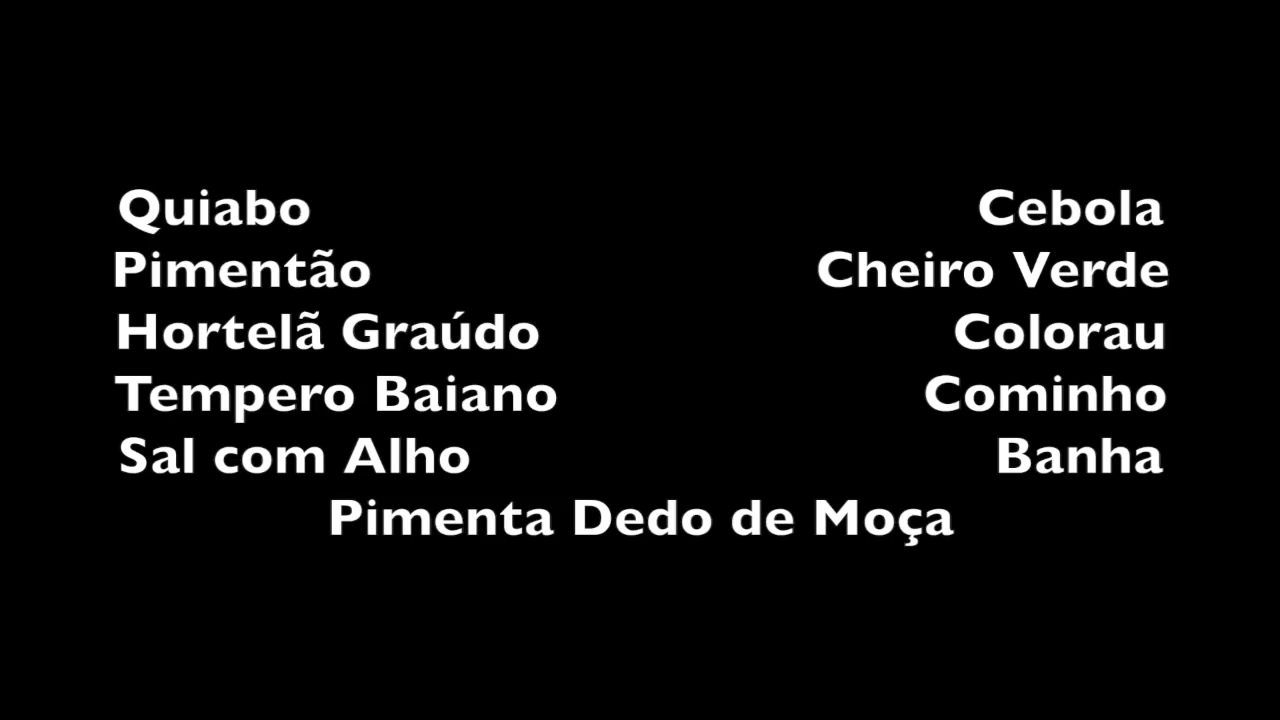 Quiabo Cebola
Pimentão Cheiro Verde
Hortelã Graúdo Colorau
Tempero Baiano Cominho
Sal com Alho Banha
Pimenta Dedo de Moça